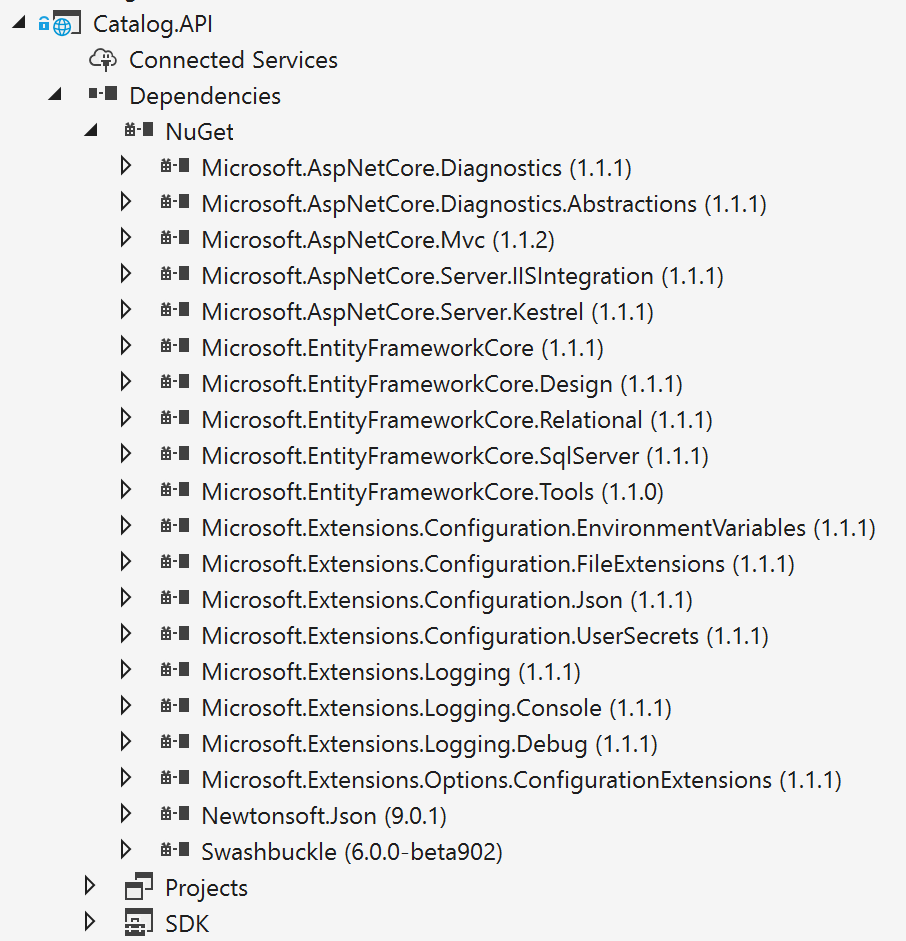 Catalog.API
Connected Services
Dependencies
NuGet
Microsoft.AspNetCore.Diagnostics (1.1.1)
Microsoft.AspNetCore.Diagnostics.Abstractions (1.1.1)
Microsoft.AspNetCore.Mvc (1.1.2)
Microsoft.AspNetCore.Server.IISIntegration (1.1.1)
Microsoft.AspNetCore.Server.Kestrel (1.1.1)
Microsoft.EntityFrameworkCore (1.1.1)
Microsoft.EntityFrameworkCore.Design (1.1.1)
Microsoft.EntityFrameworkCore.Relational (1.1.1)
Microsoft.EntityFrameworkCore.SqlServer (1.1.1)
Microsoft.EntityFrameworkCore.Tools (1.1.0)
Microsoft.Extensions.Configuration.EnvironmentVariables (1.1.1)
Microsoft.Extensions.Configuration.FileExtensions (1.1.1)
Microsoft.Extensions.Configuration.Json (1.1.1)
Microsoft.Extensions.Configuration.UserSecrets (1.1.1)
Microsoft.Extensions.Logging (1.1.1)
Microsoft.Extensions.Logging.Console (1.1.1)
Microsoft.Extensions.Logging.Debug (1.1.1)
Microsoft.Extensions.Options.ConfigurationExtensions (1.1.1)
Newtonsoft.Json (9.0.1)
Swashbuckle (6.0.0-beta902)
Projects
SDK